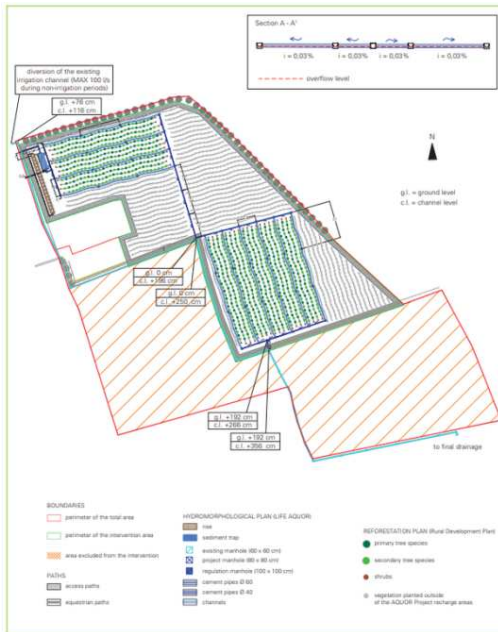 Section A - A'
i = 0,03%
i = 0,03%
i = 0,03%
i = 0,03%
overflow level
diversion of the existing
irrigation channel (MAX 100 l/s
during non-irrigation periods)
g.l. +76 cm
c.l. +116 cm
N
g.l. = ground level
c.l. = channel level
g.l. 0 cm
g.l. 0 cm
c.l. +250 cm
g.l. +192 cm
c.l. +266 cm
g.l. +192 cm
c.l. +356 cm
to final drainage
BOUNDARIES
perimeter of the total area
perimeter of the intervention area
area excluded from the intervention
PATHS
access paths
equestrian paths
HYDROMORPHOLOGICAL PLAN (LIFE AQUOR)
sediment trap
existing manhole (60 x 60 cm)
project manhole (80 x 80 cm)
regulation manhole (100 x 100 cm)
cement pipes Ø 60
cement pipes Ø 40
channels
REFORESTATION PLAN (Rural Development Plan)
primary tree species
secondary tree species
shrubs
vegetation planted outside
of the AQUOR Project recharge areas